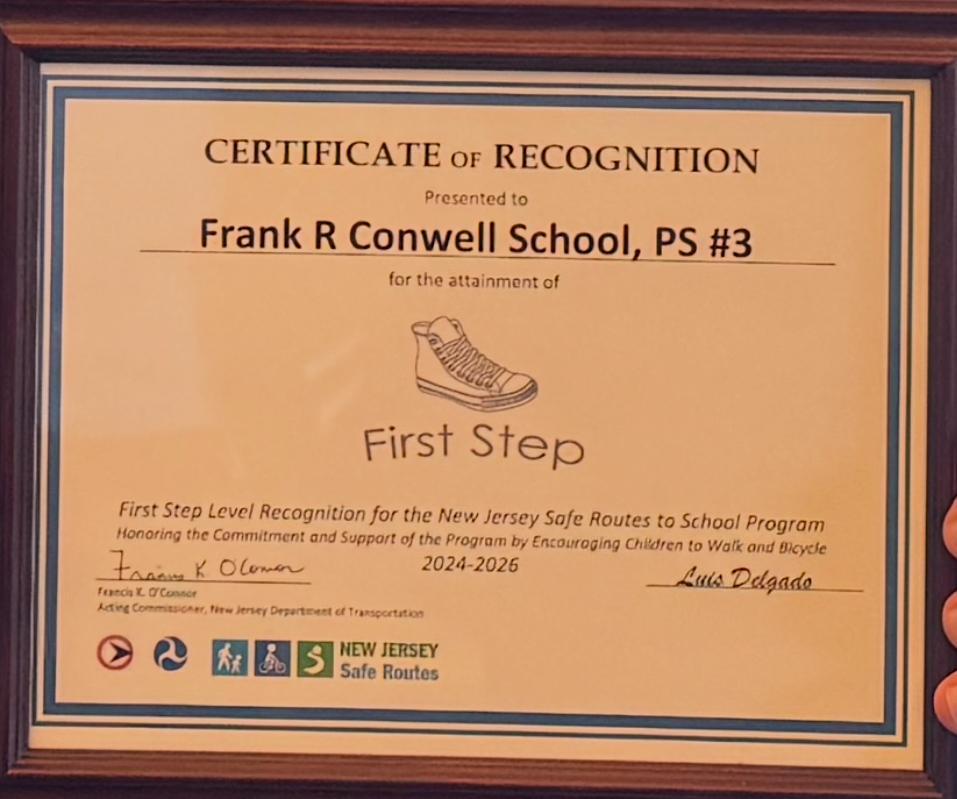 CERTIFICATE OF RECOGNITION
Presented to
Frank R Conwell School, PS #3
for the attainment of
First Step
First Step Level Recognition for the New Jersey Safe Routes to School Program
Honoring the Commitment and Support of the Program by Encouraging Children to Walk and Bicycle
2024-2026
Francis K O'Connor
Luis Delgado
Francis K. O'Connor
Acting Commissioner, New Jersey Department of Transportation
NEW JERSEY
Safe Routes